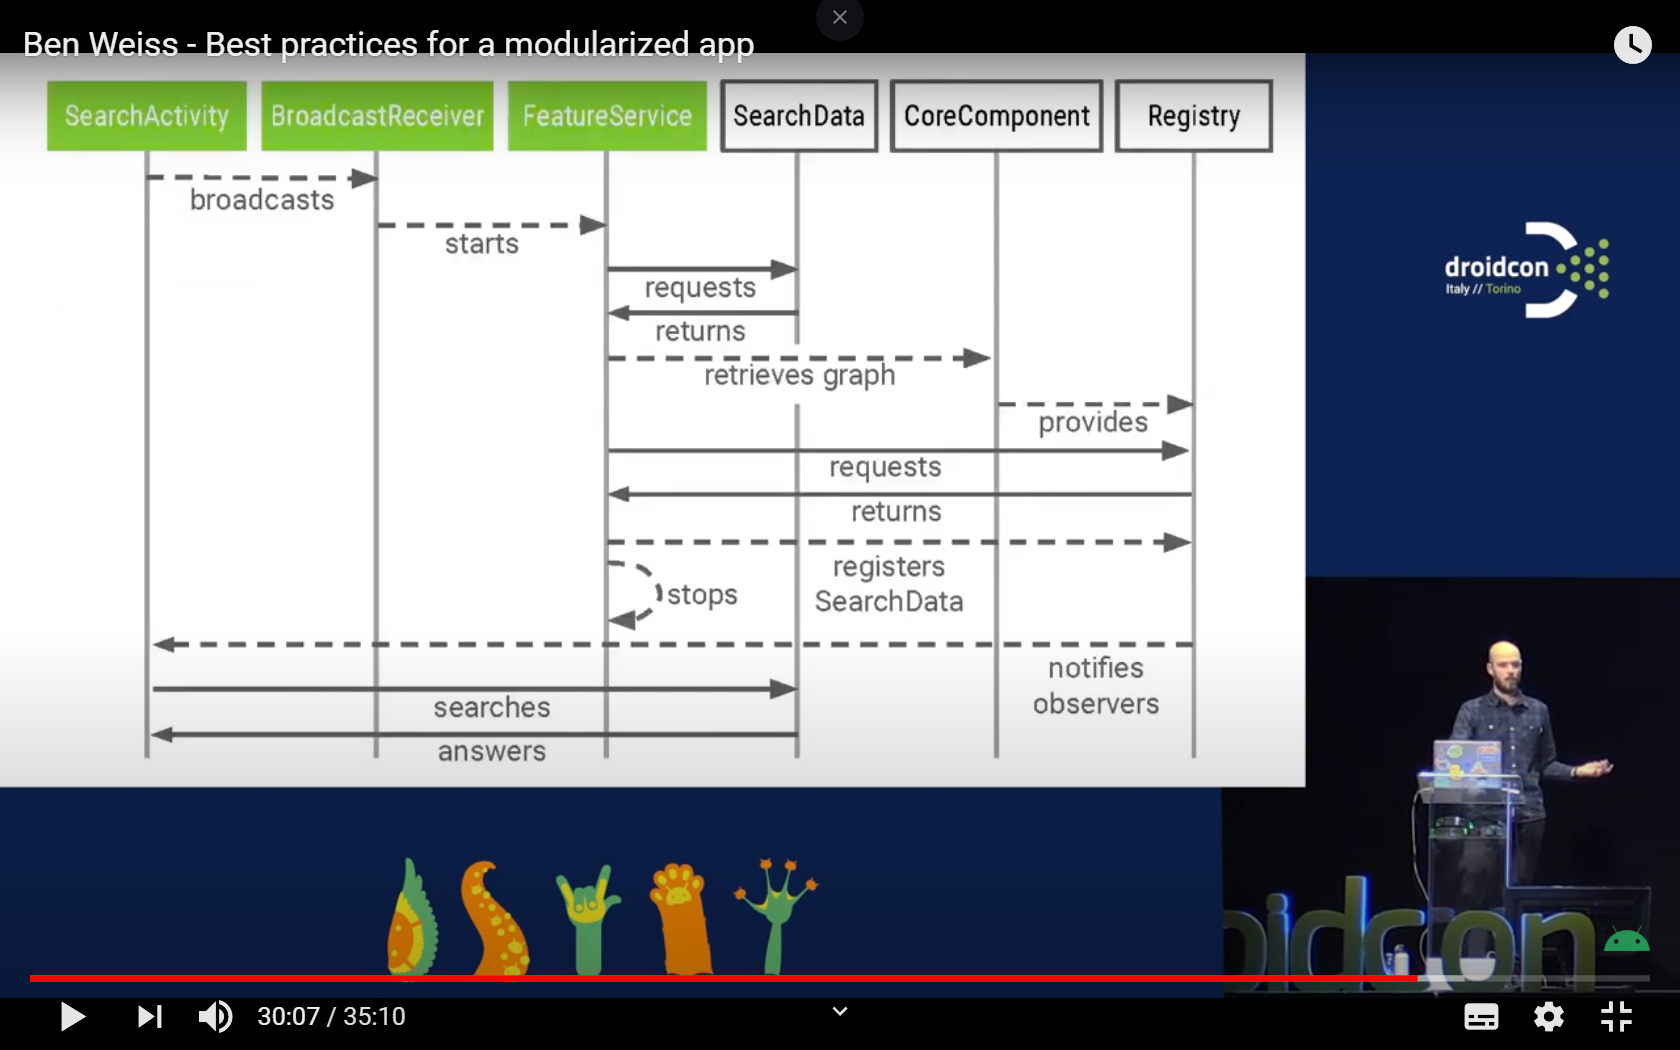 Ben Weiss - Best practices for a modularized app
SearchActivity
BroadcastReceiver
FeatureService
SearchData
CoreComponent
Registry
broadcasts
starts
requests
returns
retrieves graph
provides
requests
returns
registers
SearchData
stops
notifies
observers
searches
answers
droidcon
Italy // Torino
oidcon
30:07 / 35:10